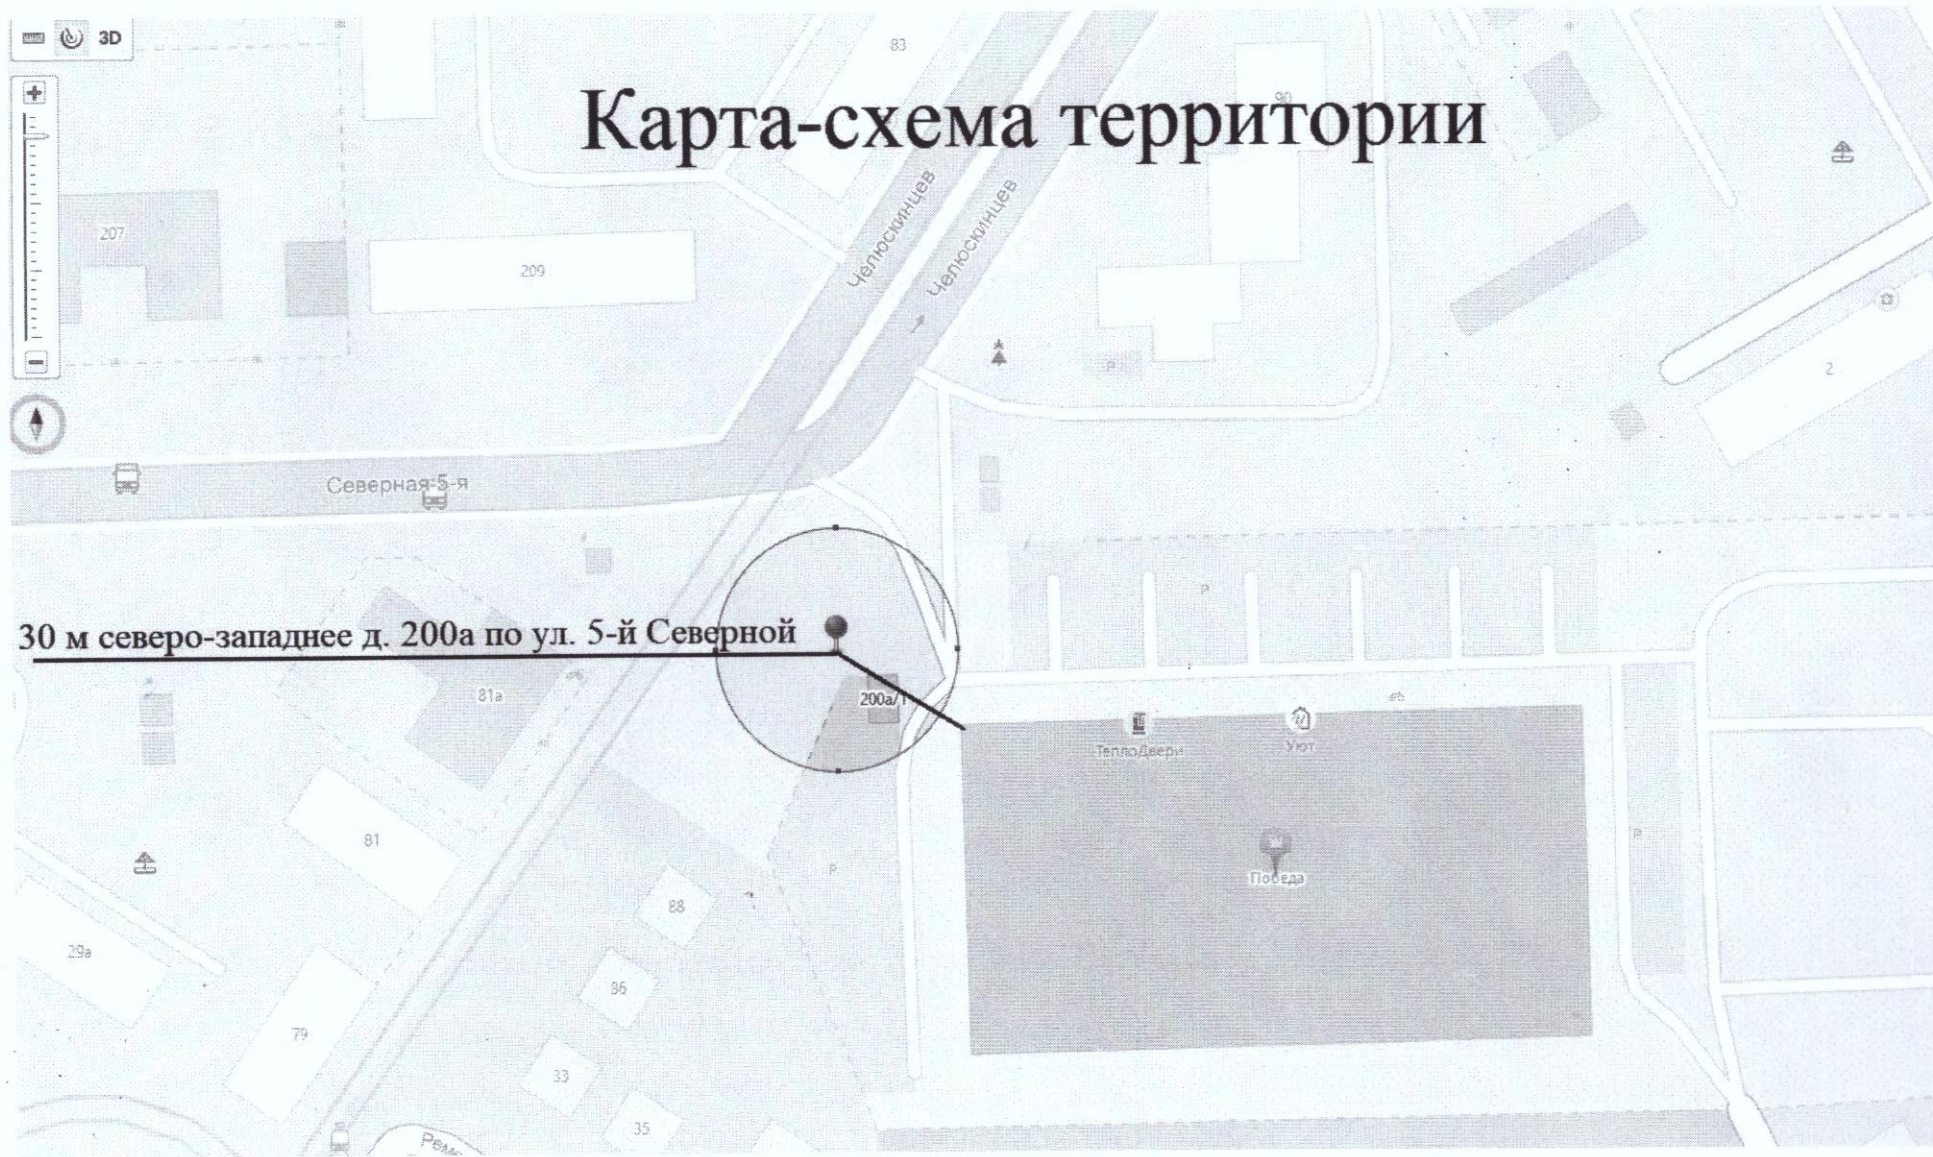 3D
83
Карта-схема территории
90
Челюскинцев
Челюскинцев
207
209
P
2
Северная 5-я
P
30 м северо-западнее д. 200а по ул. 5-й Северной
81а
200а/1
ТеплоДвери
Уют
81
P
Победа
P
88
29а
86
79
33
35